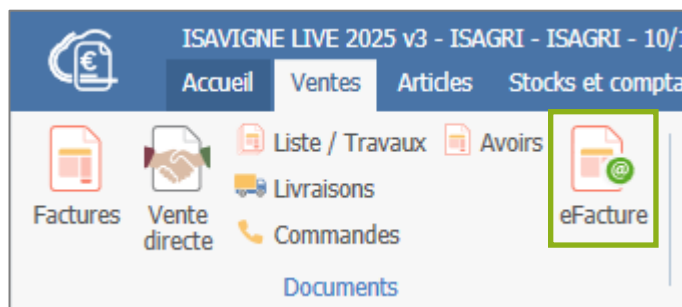 ISAVIGNE LIVE 2025 v3 - ISAGRI - ISAGRI - 10/
Accueil Ventes Articles Stocks et compta
Liste / Travaux Avoirs
Livraisons
Commandes
Factures
Vente
directe
eFacture
Documents